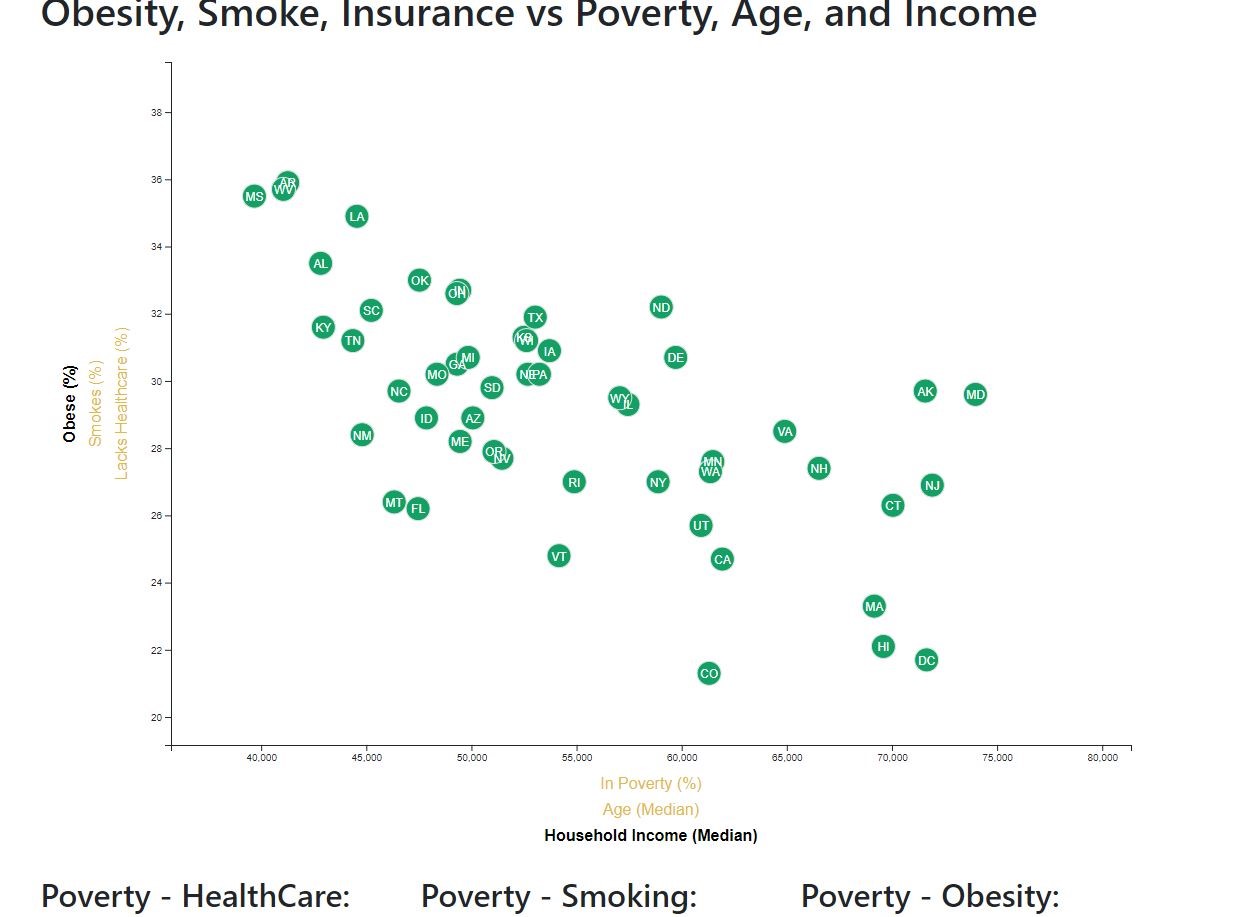 Obesity, Smoke, Insurance vs Poverty, Age, and Income
38
36
34
32
30
28
26
24
22
20
Obese (%)
Smokes (%)
Lacks Healthcare (%)
AR
WV
MS
LA
AL
OK
IN
OH
ND
SC
TX
KY
KS
WI
TN
IA
MI
DE
GA
MO
NE
PA
SD
NC
AK
MD
WY
IL
ID
AZ
VA
NM
ME
OR
NV
MN
WA
NH
RI
NY
NJ
MT
FL
CT
UT
VT
CA
MA
HI
DC
CO
40,000 45,000 50,000 55,000 60,000 65,000 70,000 75,000 80,000
In Poverty (%)
Age (Median)
Household Income (Median)
Poverty - HealthCare: Poverty - Smoking: Poverty - Obesity: